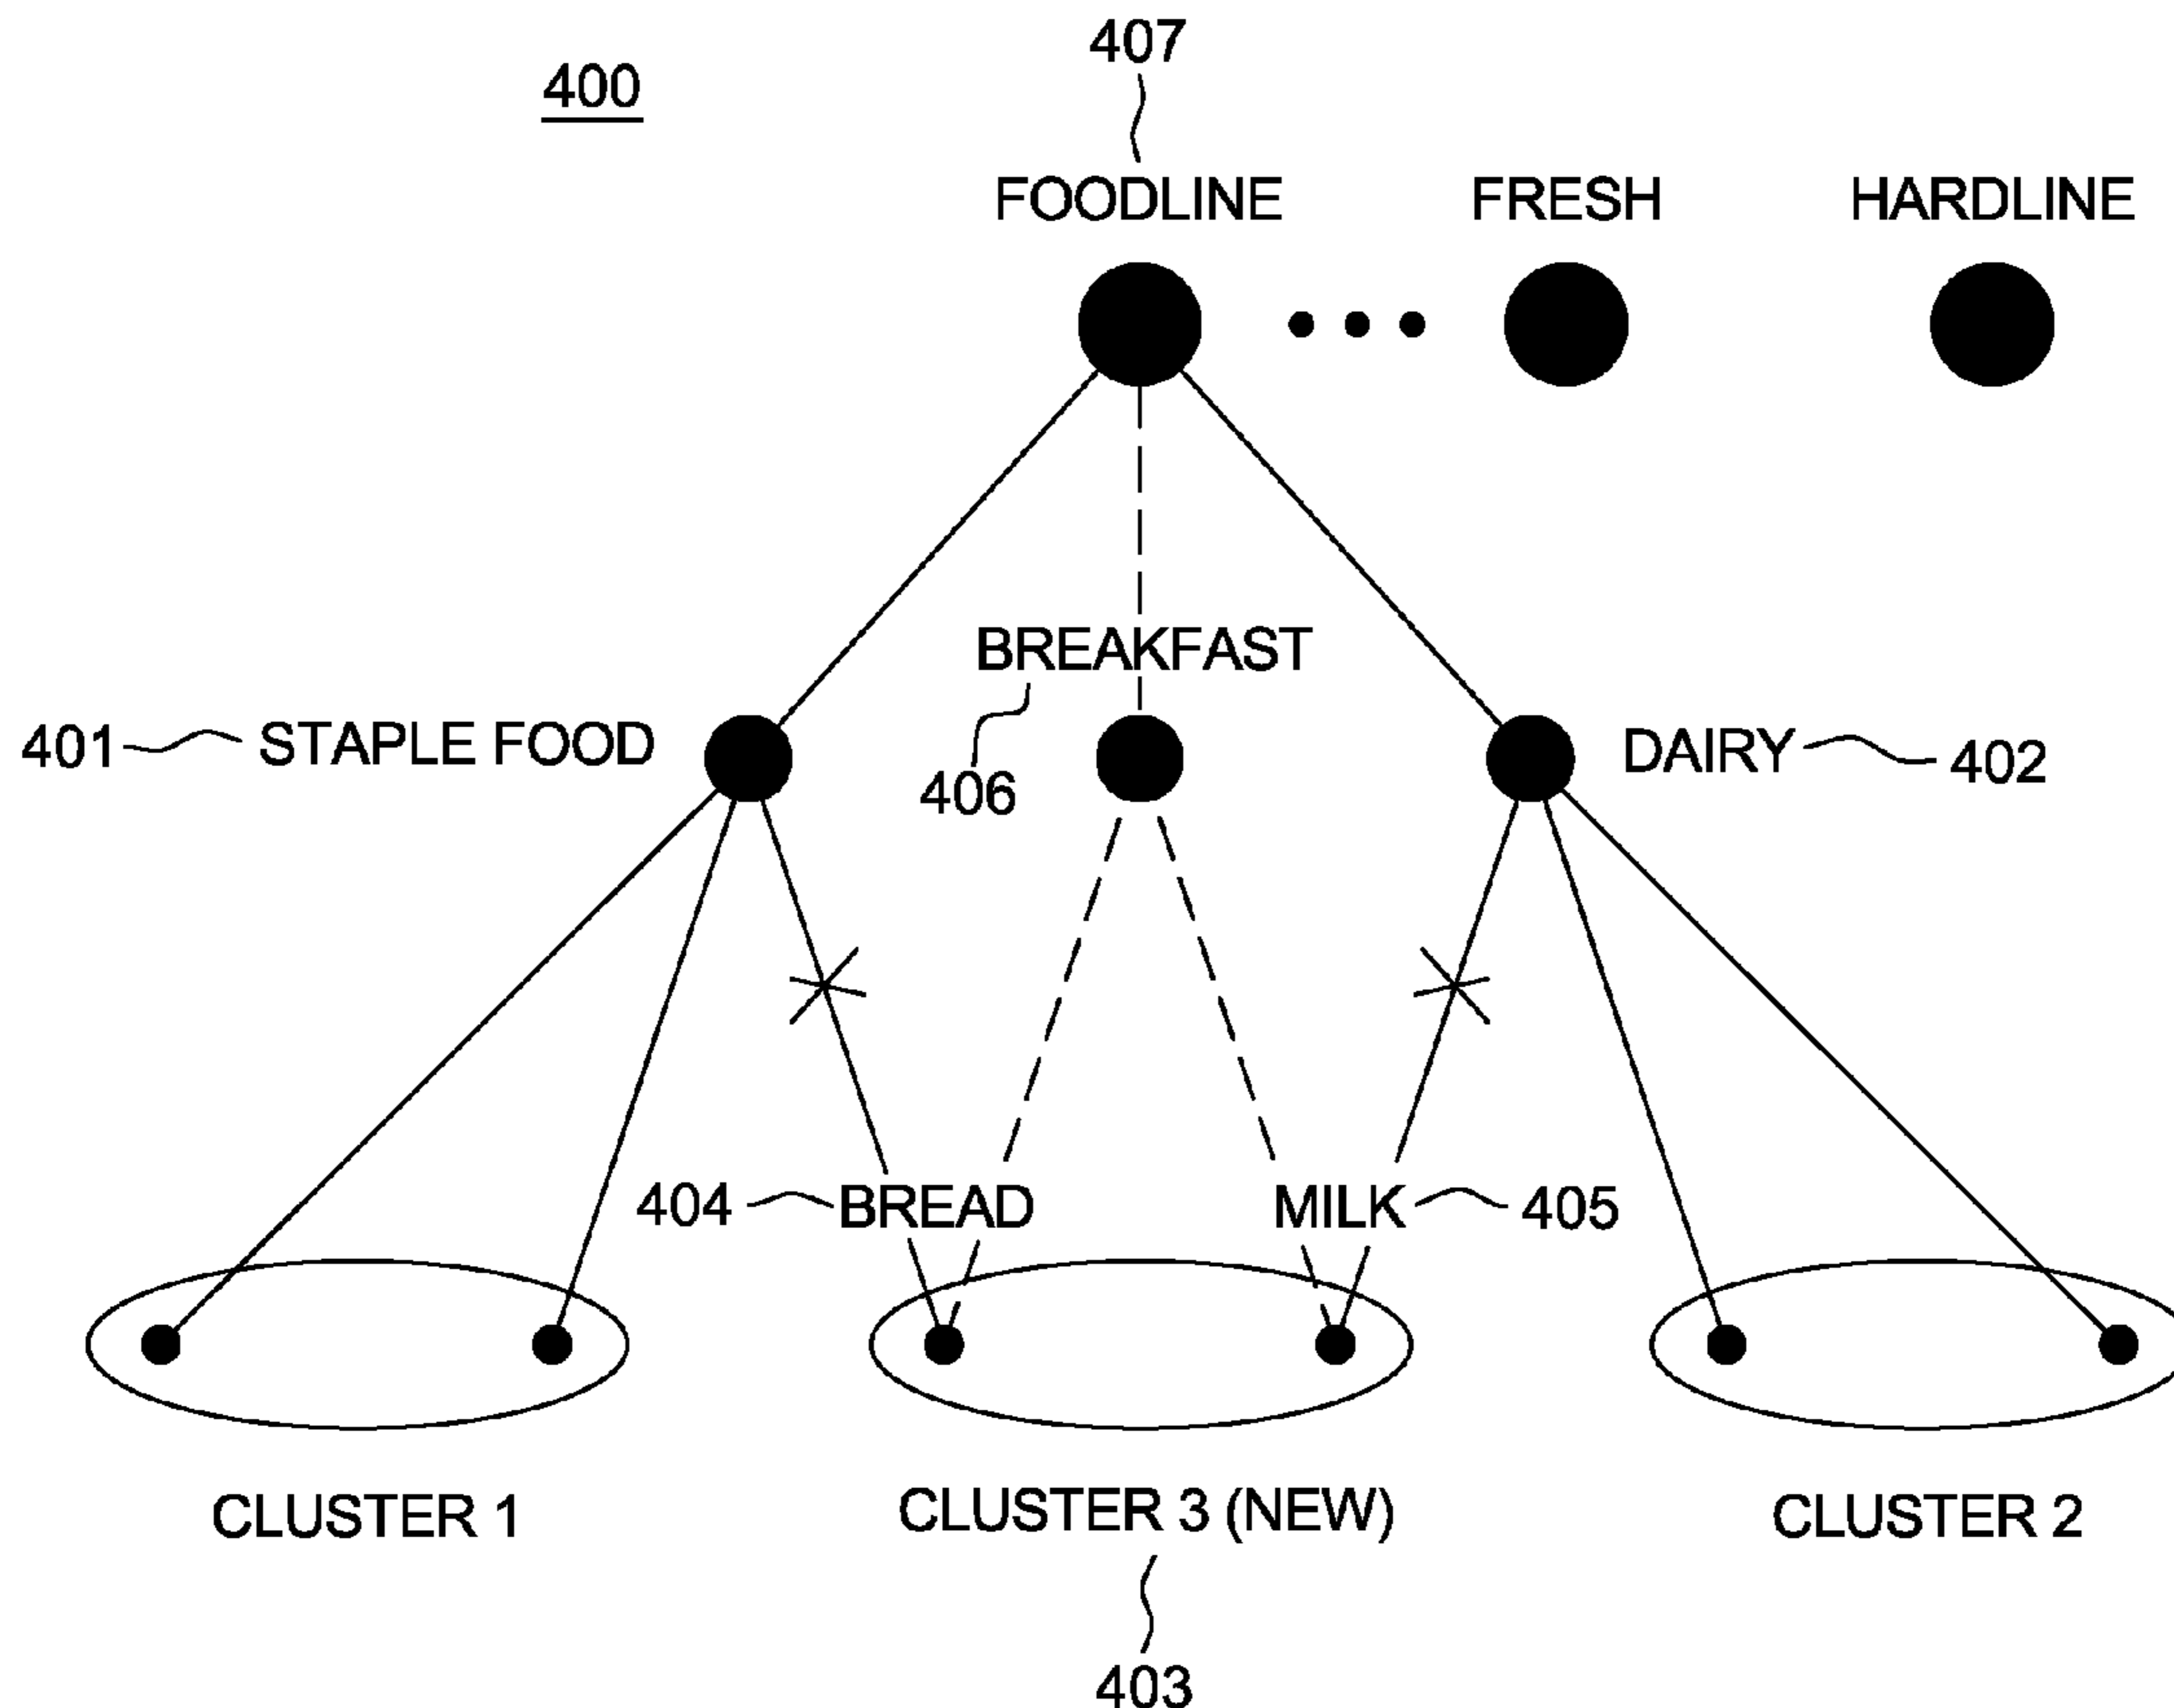 407
400
FOODLINE FRESH HARDLINE
BREAKFAST
401 STAPLE FOOD DAIRY 402
406
404 BREAD MILK 405
CLUSTER 1 CLUSTER 3 (NEW) CLUSTER 2
403